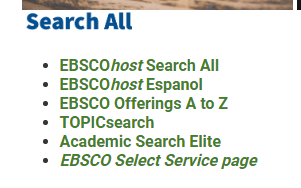 Search All
EBSCOhost Search All
EBSCOhost Espanol
EBSCO Offerings A to Z
TOPICsearch
Academic Search Elite
EBSCO Select Service page